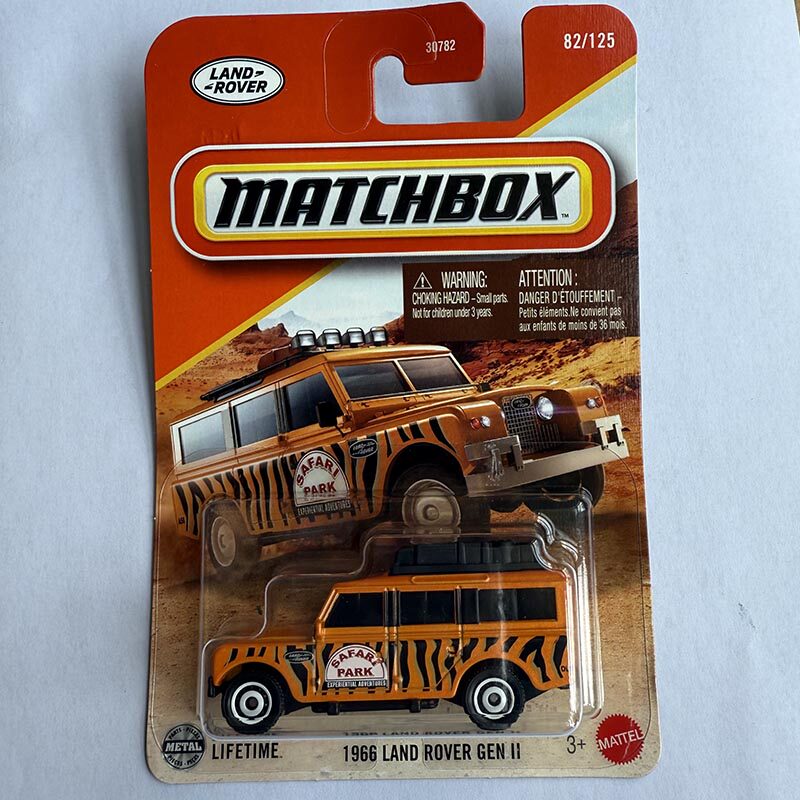 30782
82/125
LAND-
-ROVER
MATCHBOX™
WARNING:
CHOKING HAZARD – Small parts.
Not for children under 3 years.
ATTENTION :
DANGER D'ÉTOUFFEMENT –
Petits éléments. Ne convient pas
aux enfants de moins de 36 mois.
SAFARI
PARK
EXPERIENTIAL ADVENTURES
SAFARI
PARK
EXPERIENTIAL ADVENTURES
METAL
LIFETIME™
1966 LAND ROVER GEN II
3+
MATTEL